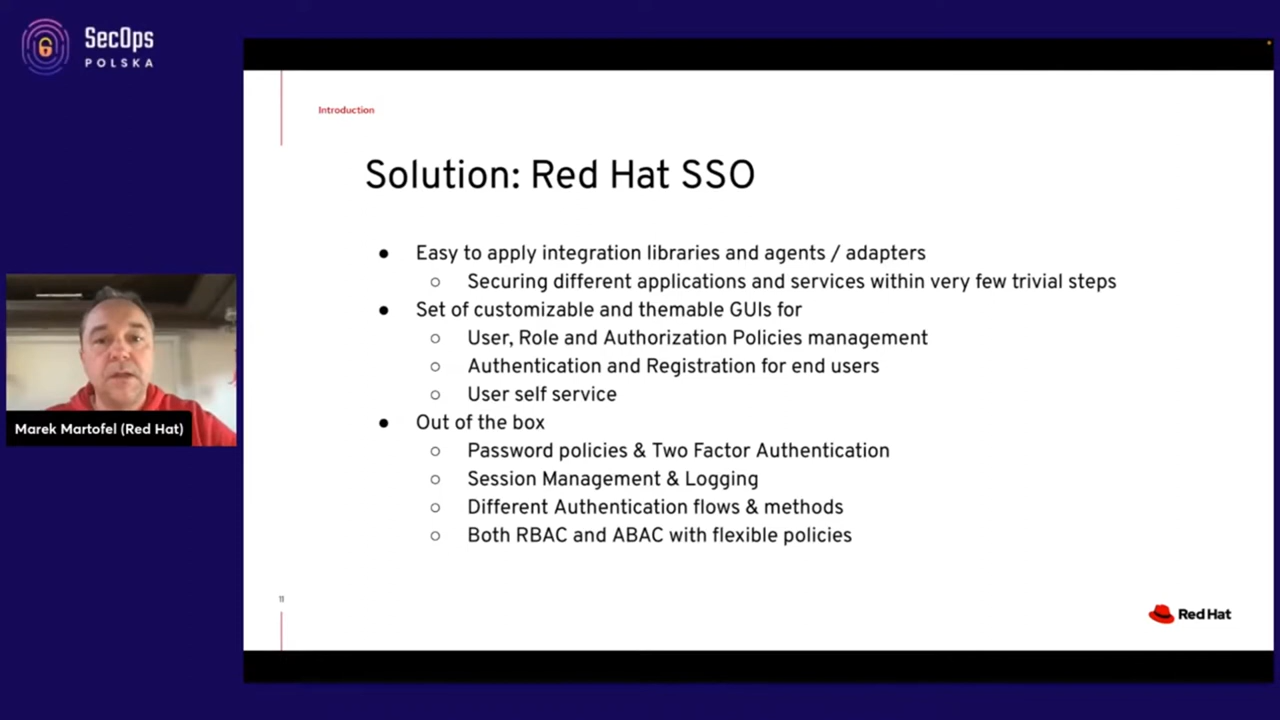 SecOps
POLSKA
Introduction
Solution: Red Hat SSO
● Easy to apply integration libraries and agents / adapters
○ Securing different applications and services within very few trivial steps
● Set of customizable and themable GUIs for
○ User, Role and Authorization Policies management
○ Authentication and Registration for end users
○ User self service
● Out of the box
○ Password policies & Two Factor Authentication
○ Session Management & Logging
○ Different Authentication flows & methods
○ Both RBAC and ABAC with flexible policies
Marek Martofel (Red Hat)
11
Red Hat